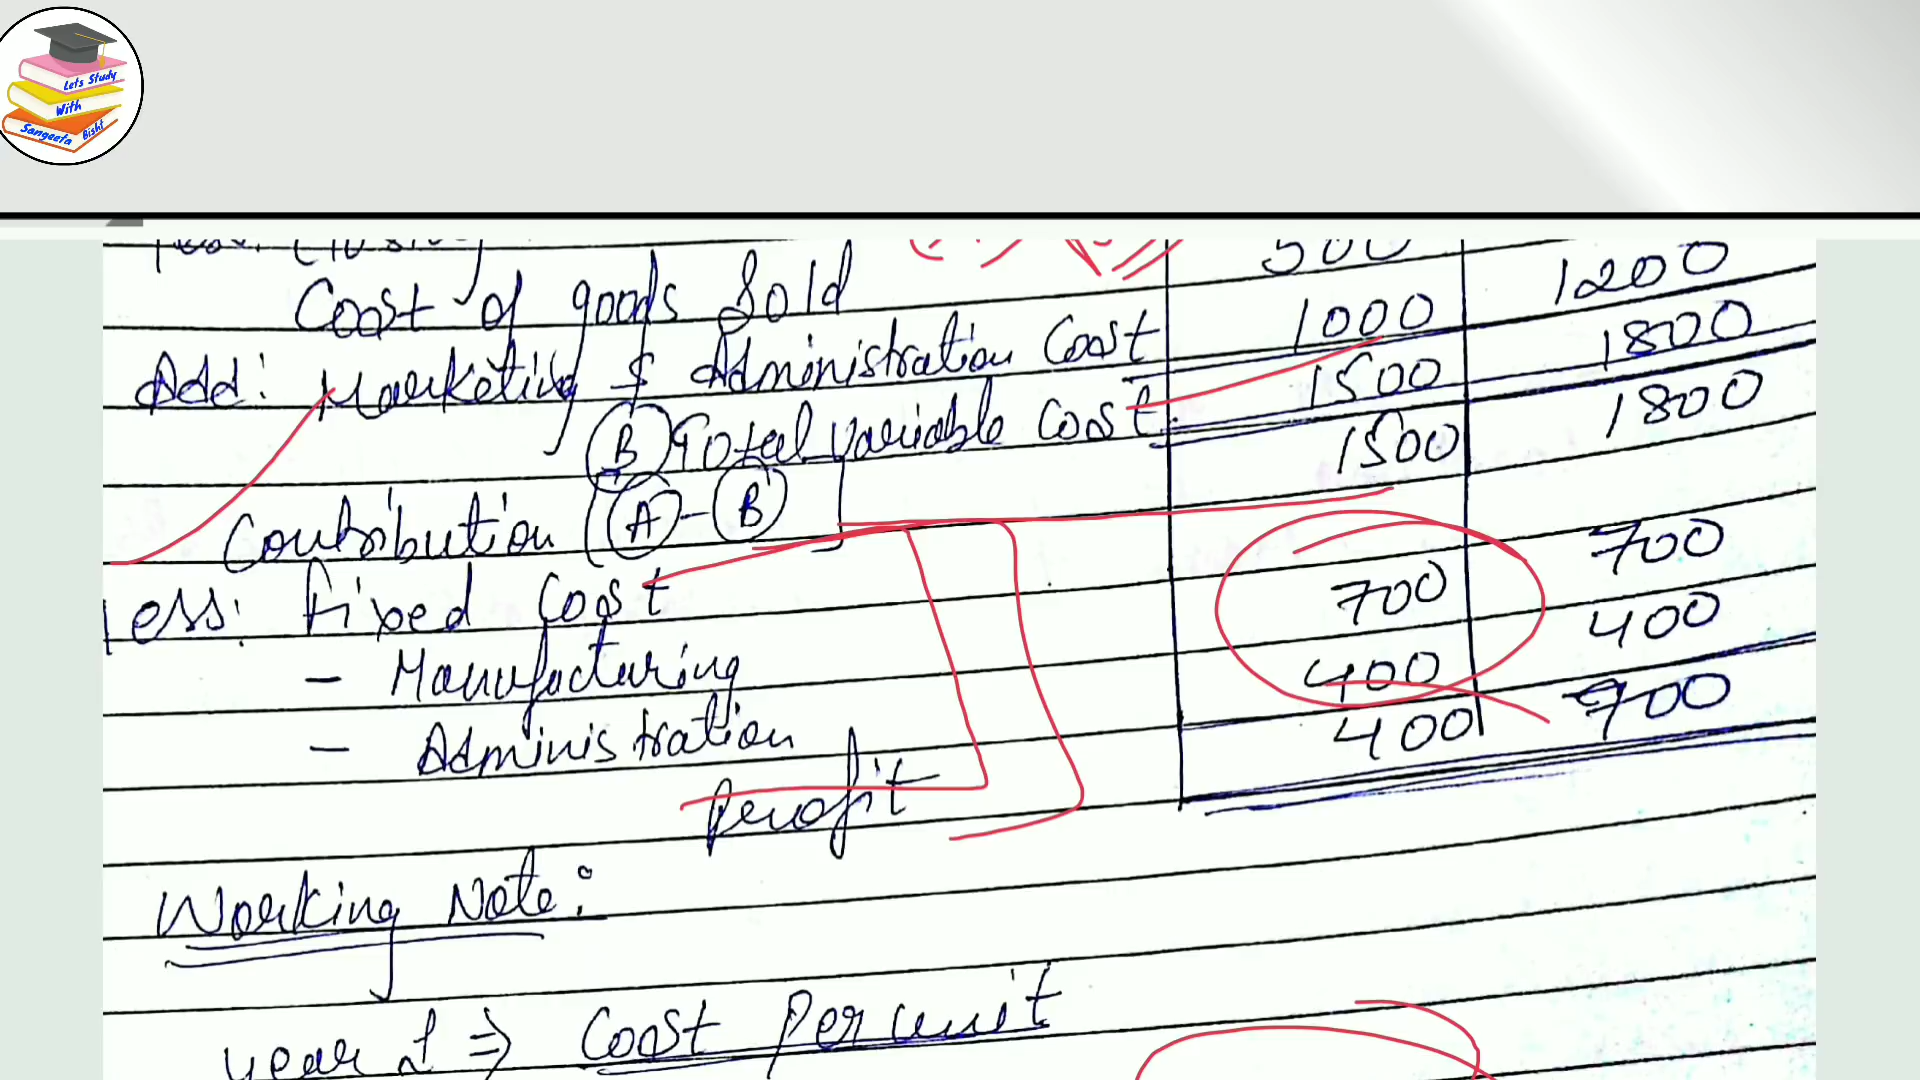 Lets Study
With
Sangeeta Bisht
500
Cost of goods Sold 1000 1200
Add: Marketing & Administration Cost 1500 1800
(B) Total Variable Cost 1500 1800
Contribution [(A) - (B)]
Less: Fixed Cost
- Manufacturing 700 700
- Administration 400 400
Profit 400 700
Working Note:
year 1 ⇒ Cost Per unit